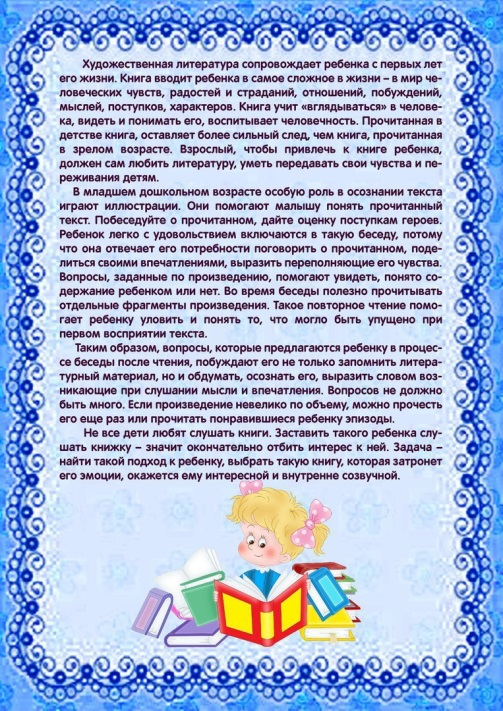 Художественная литература сопровождает ребенка с первых лет
его жизни. Книга вводит ребенка в самое сложное в жизни – в мир че-
ловеческих чувств, радостей и страданий, отношений, побуждений,
мыслей, поступков, характеров. Книга учит «вглядываться» в челове-
ка, видеть и понимать его, воспитывает человечность. Прочитанная в
детстве книга, оставляет более сильный след, чем книга, прочитанная
в зрелом возрасте. Взрослый, чтобы привлечь к книге ребенка,
должен сам любить литературу, уметь передавать свои чувства и пе-
реживания детям.
В младшем дошкольном возрасте особую роль в осознании текста
играют иллюстрации. Они помогают малышу понять прочитанный
текст. Побеседуйте о прочитанном, дайте оценку поступкам героев.
Ребенок легко с удовольствием включаются в такую беседу, потому
что она отвечает его потребности поговорить о прочитанном, поде-
литься своими впечатлениями, выразить переполняющие его чувства.
Вопросы, заданные по произведению, помогают увидеть, понято со-
держание ребенком или нет. Во время беседы полезно прочитывать
отдельные фрагменты произведения. Такое повторное чтение помо-
гает ребенку уловить и понять то, что могло быть упущено при
первом восприятии текста.
Таким образом, вопросы, которые предлагаются ребенку в процес-
се беседы после чтения, побуждают его не только запомнить литера-
турный материал, но и обдумать, осознать его, выразить словом воз-
никающие при слушании мысли и впечатления. Вопросов не должно
быть много. Если произведение невелико по объему, можно прочесть
его еще раз или прочитать понравившиеся ребенку эпизоды.
Не все дети любят слушать книги. Заставить такого ребенка слу-
шать книжку – значит окончательно отбить интерес к ней. Задача –
найти такой подход к ребенку, выбрать такую книгу, которая затронет
его эмоции, окажется ему интересной и внутренне созвучной.